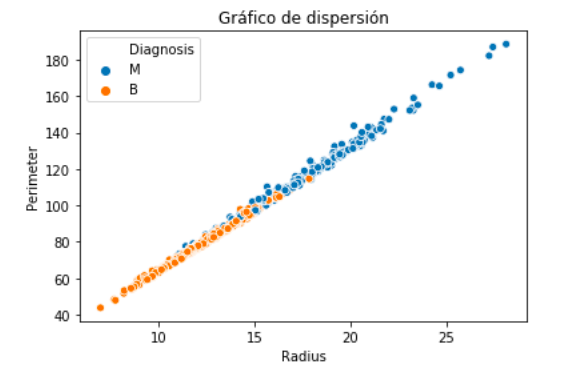 Gráfico de dispersión
Diagnosis
M
B
Perimeter
180
160
140
120
100
80
60
40
10 15 20 25
Radius